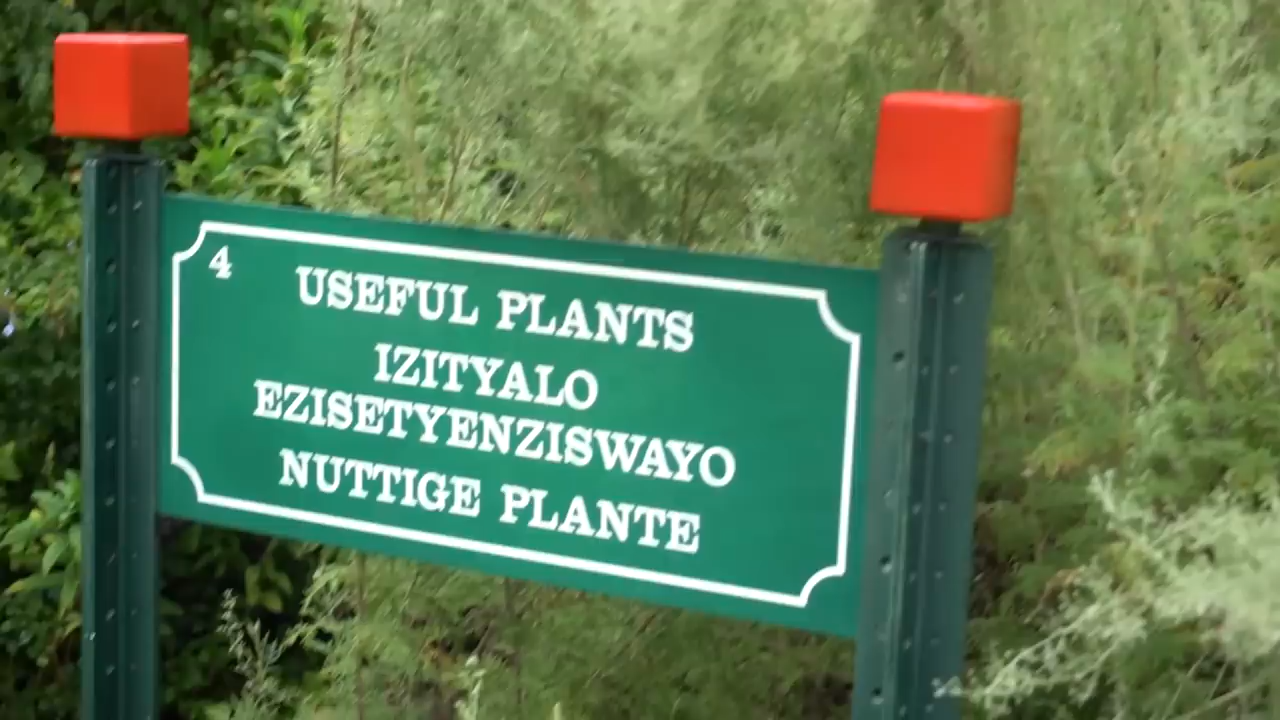 4
USEFUL PLANTS
IZITYALO
EZISETYENZISWAYO
NUTTIGE PLANTE